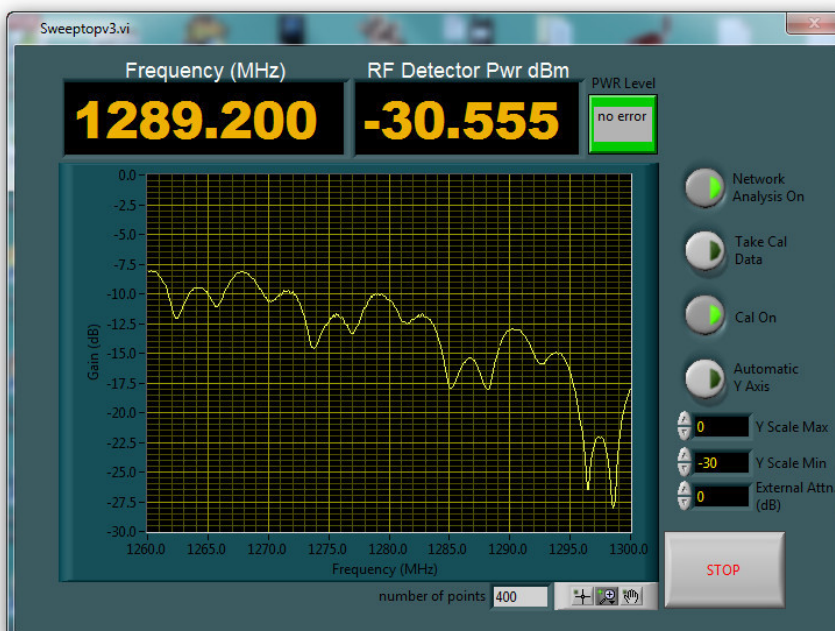 Sweeptopv3.vi
Frequency (MHz)
RF Detector Pwr dBm
PWR Level
1289.200
-30.555
no error
0.0
-2.5
-5.0
-7.5
-10.0
-12.5
-15.0
-17.5
-20.0
-22.5
-25.0
-27.5
-30.0
Gain (dB)
1260.0
1265.0
1270.0
1275.0
1280.0
1285.0
1290.0
1295.0
1300.0
Frequency (MHz)
number of points
400
Network
Analysis On
Take Cal
Data
Cal On
Automatic
Y Axis
0
Y Scale Max
-30
Y Scale Min
0
External Attn
(dB)
STOP